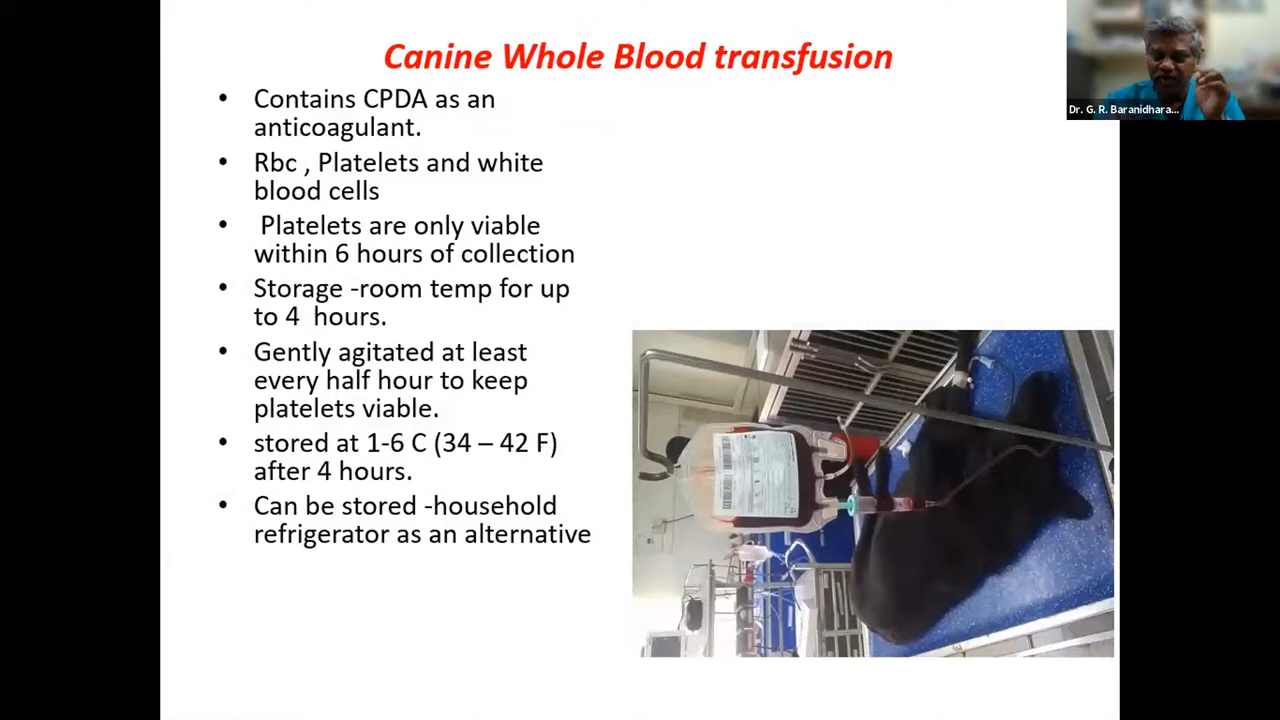 Canine Whole Blood transfusion
Dr. G. R. Baranidhara...
• Contains CPDA as an
anticoagulant.
• Rbc , Platelets and white
blood cells
• Platelets are only viable
within 6 hours of collection
• Storage -room temp for up
to 4 hours.
• Gently agitated at least
every half hour to keep
platelets viable.
• stored at 1-6 C (34 – 42 F)
after 4 hours.
• Can be stored -household
refrigerator as an alternative